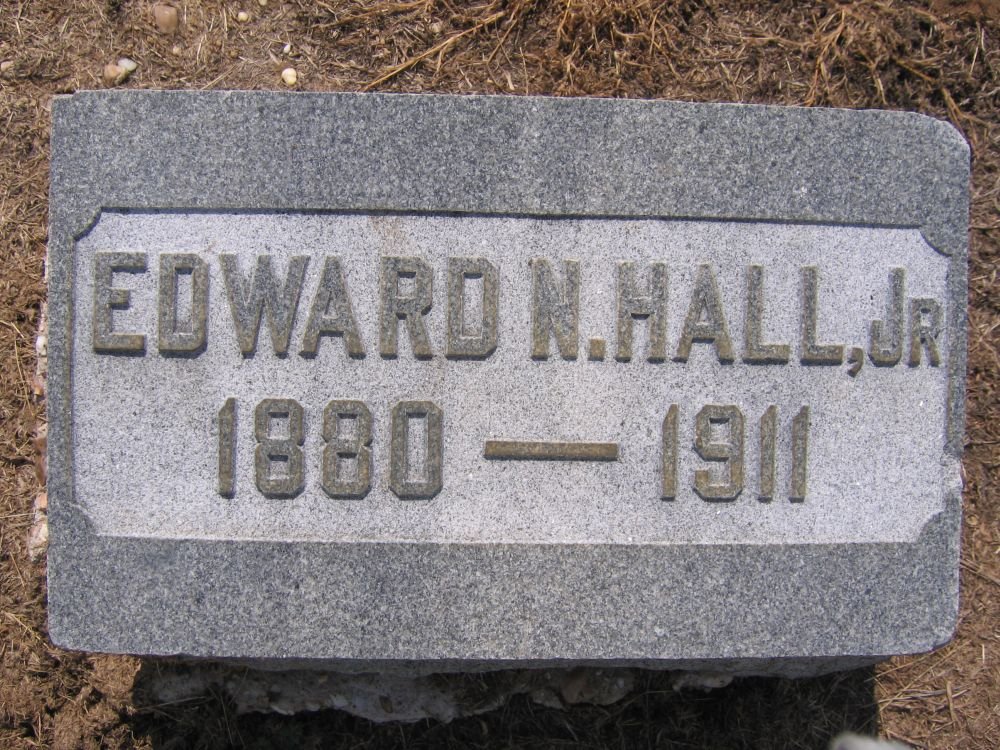 EDWARD N. HALL, JR
1880 — 1911